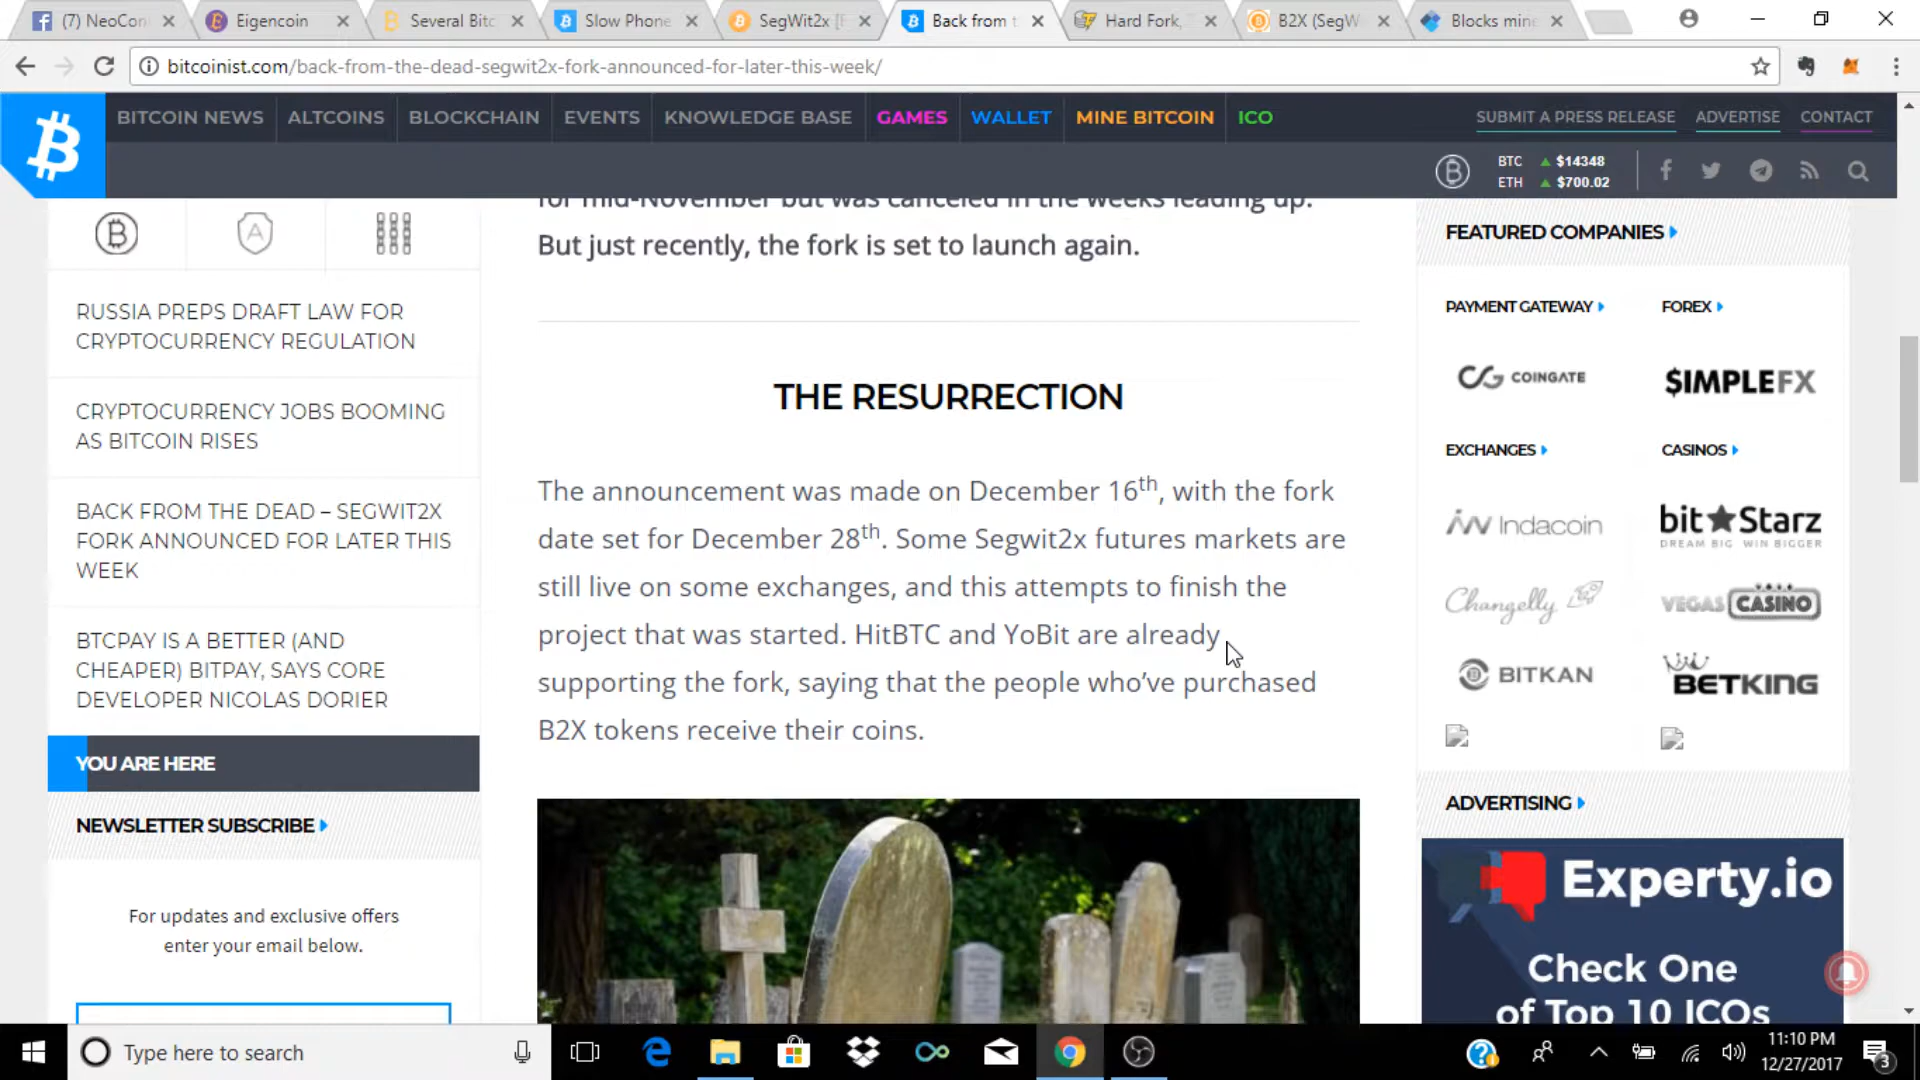 (7) NeoCon
Eigencoin
Several Bitc
Slow Phone
SegWit2x [
Back from t
Hard Fork,
B2X (SegW
Blocks mine
bitcoinist.com/back-from-the-dead-segwit2x-fork-announced-for-later-this-week/
BITCOIN NEWS
ALTCOINS
BLOCKCHAIN
EVENTS
KNOWLEDGE BASE
GAMES
WALLET
MINE BITCOIN
ICO
SUBMIT A PRESS RELEASE
ADVERTISE
CONTACT
BTC ▲ $14348
ETH ▲ $700.02
RUSSIA PREPS DRAFT LAW FOR
CRYPTOCURRENCY REGULATION
CRYPTOCURRENCY JOBS BOOMING
AS BITCOIN RISES
BACK FROM THE DEAD – SEGWIT2X
FORK ANNOUNCED FOR LATER THIS
WEEK
BTCPAY IS A BETTER (AND
CHEAPER) BITPAY, SAYS CORE
DEVELOPER NICOLAS DORIER
YOU ARE HERE
NEWSLETTER SUBSCRIBE
For updates and exclusive offers
enter your email below.
for mid-November but was canceled in the weeks leading up.
But just recently, the fork is set to launch again.
THE RESURRECTION
The announcement was made on December 16th, with the fork
date set for December 28th. Some Segwit2x futures markets are
still live on some exchanges, and this attempts to finish the
project that was started. HitBTC and YoBit are already
supporting the fork, saying that the people who’ve purchased
B2X tokens receive their coins.
FEATURED COMPANIES
PAYMENT GATEWAY
FOREX
COINGATE
$IMPLEFX
EXCHANGES
CASINOS
Indacoin
bit★Starz
DREAM BIG WIN BIGGER
Changelly
VEGAS CASINO
BITKAN
BETKING
ADVERTISING
Experty.io
Check One
of Top 10 ICOs
Type here to search
11:10 PM
12/27/2017
3